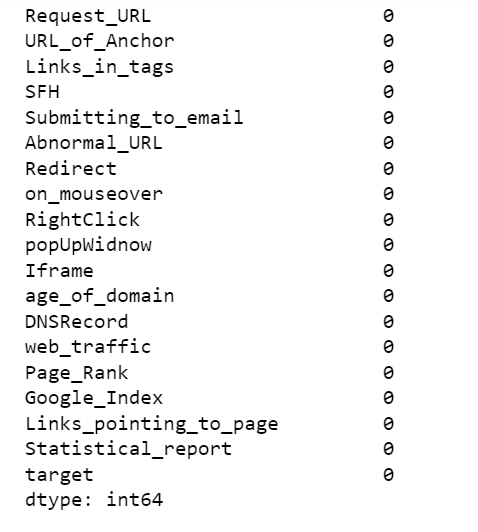 Request_URL 0
URL_of_Anchor 0
Links_in_tags 0
SFH 0
Submitting_to_email 0
Abnormal_URL 0
Redirect 0
on_mouseover 0
RightClick 0
popUpWidnow 0
Iframe 0
age_of_domain 0
DNSRecord 0
web_traffic 0
Page_Rank 0
Google_Index 0
Links_pointing_to_page 0
Statistical_report 0
target 0
dtype: int64